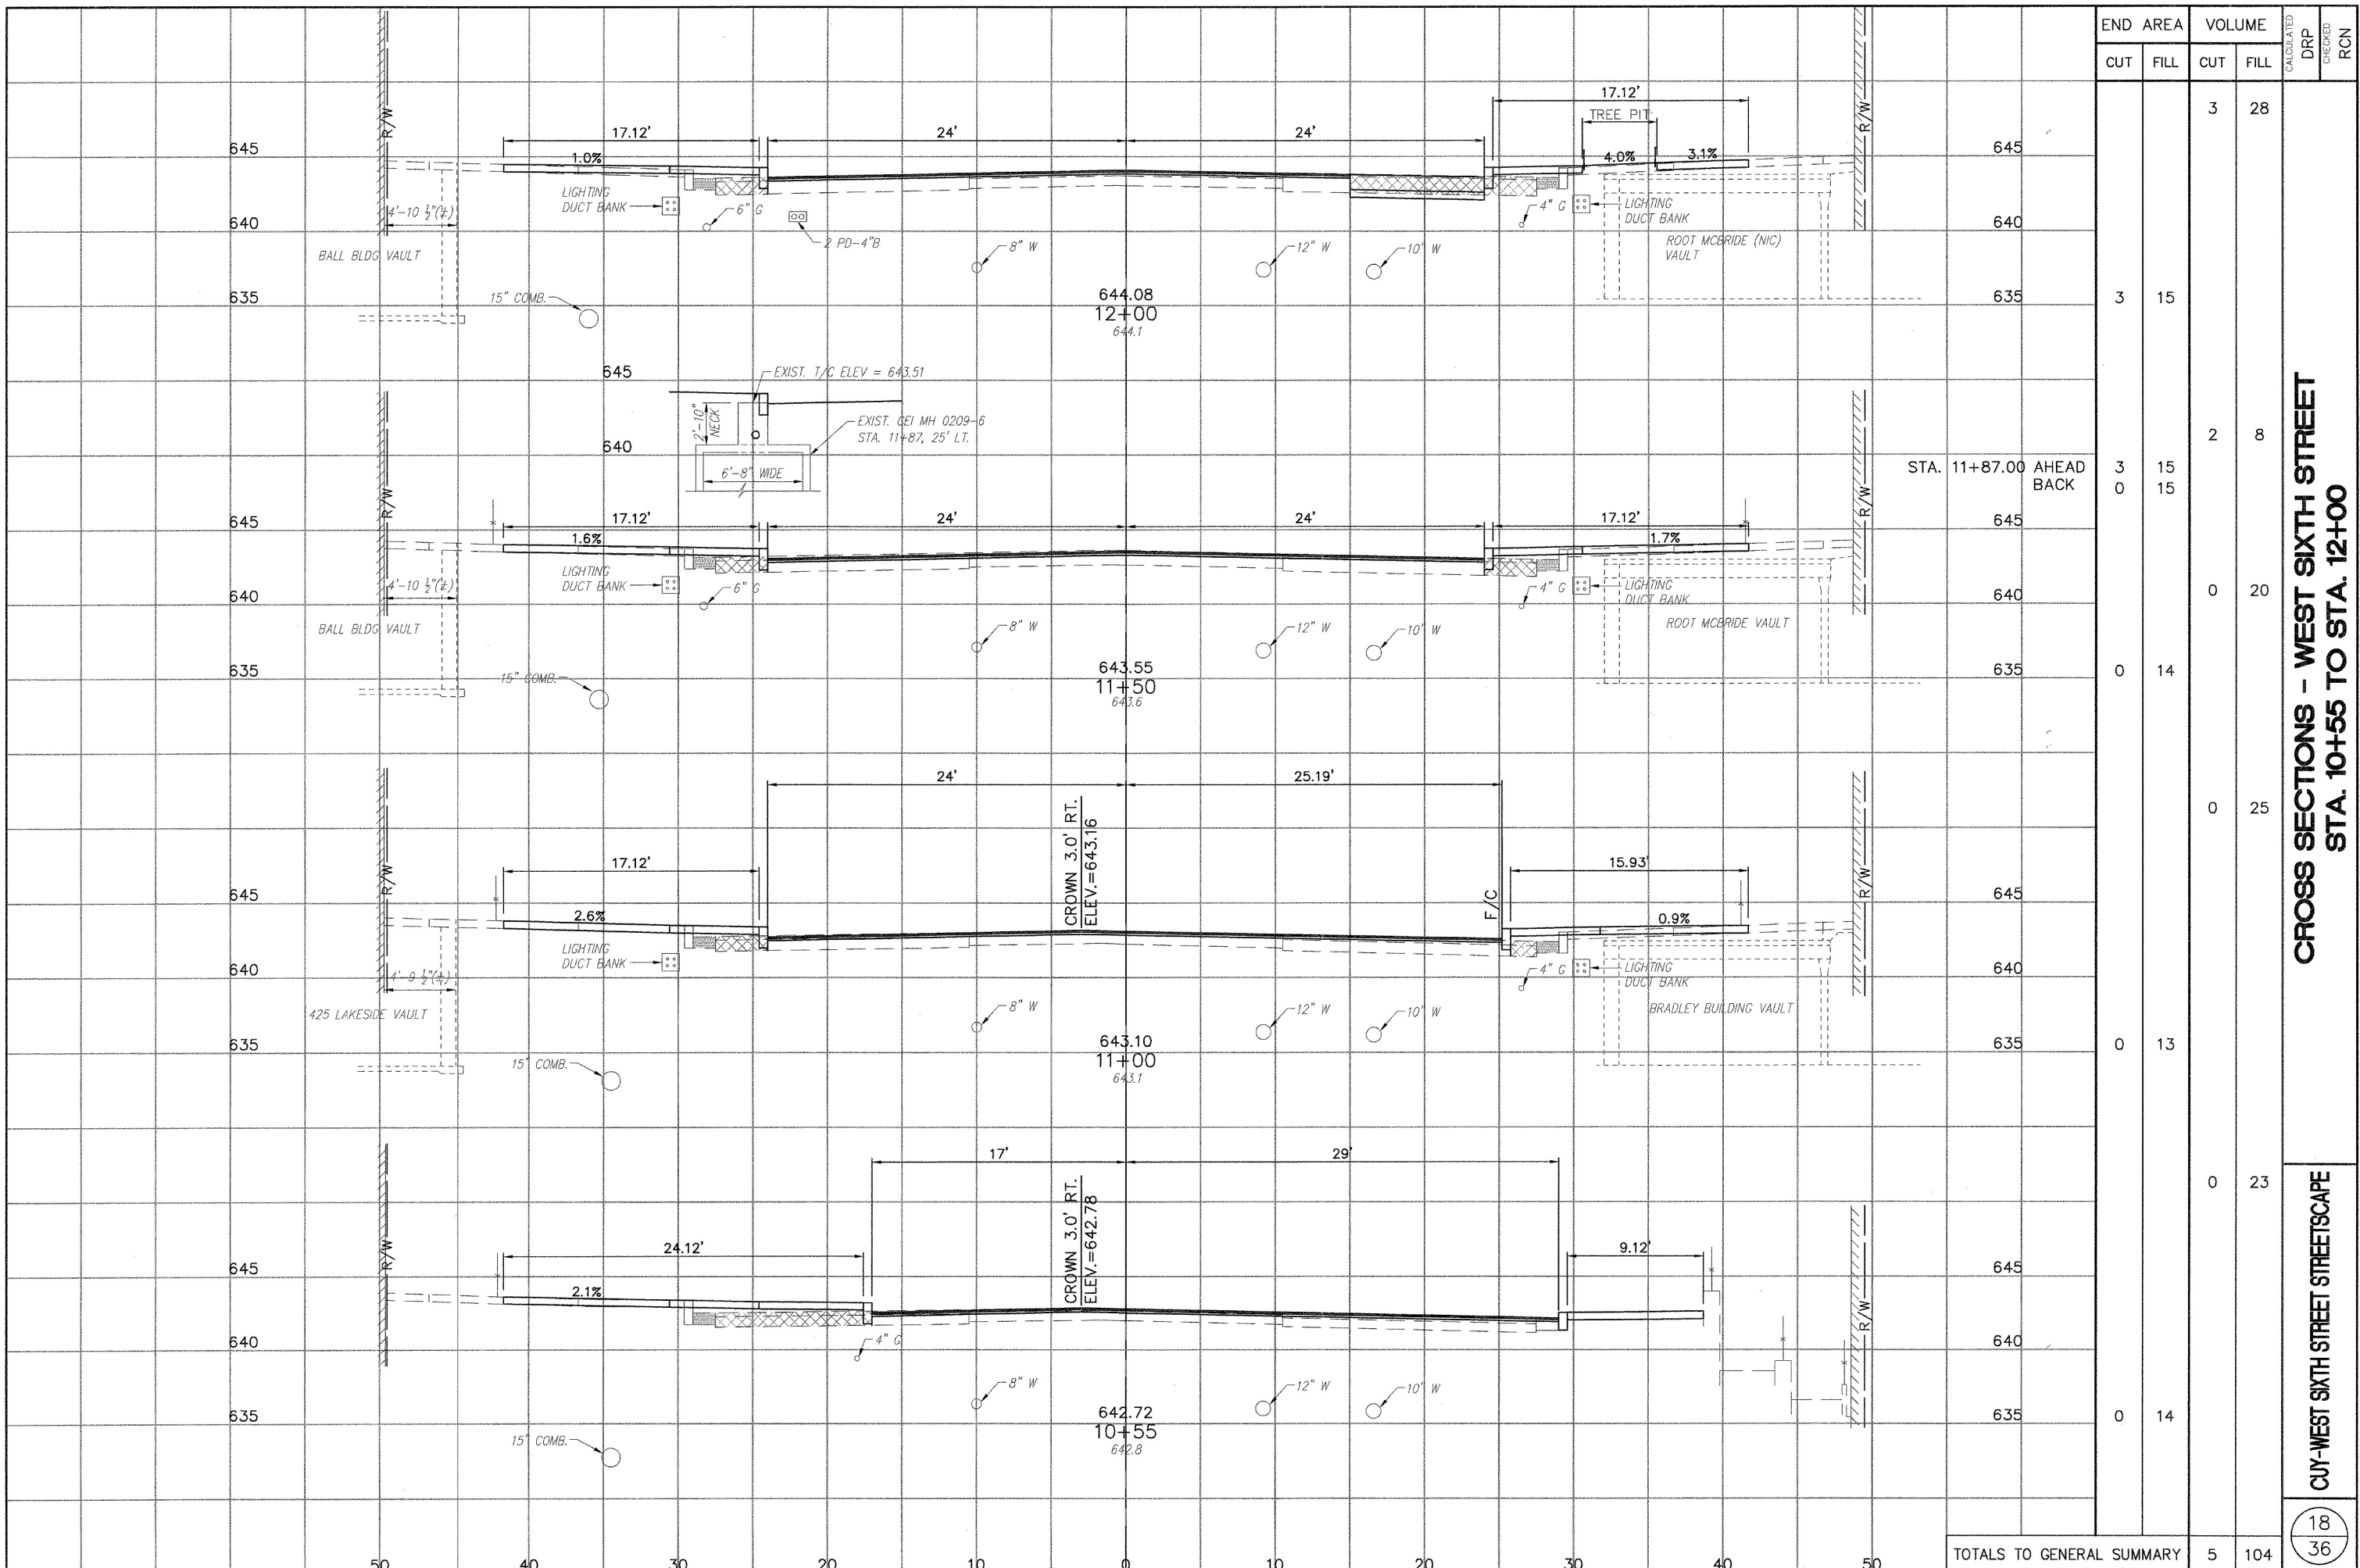 END AREA
VOLUME
CUT
FILL
CUT
FILL
CALCULATED
DRP
CHECKED
RCN
3 28
R/W
17.12'
24'
24'
17.12'
TREE PIT
R/W
645
1.0%
4.0%
3.1%
645
LIGHTING
DUCT BANK
4'-10 ½"(±)
6" G
2 PD-4"B
4" G
LIGHTING
DUCT BANK
640
640
BALL BLDG VAULT
8" W
12" W
10" W
ROOT MCBRIDE (NIC)
VAULT
635
15" COMB.
644.08
12+00
644.1
635
3 15
645
EXIST. T/C ELEV = 643.51
2'-10"
NECK
EXIST. CEI MH 0209-6
STA. 11+87, 25' LT.
640
6'-8" WIDE
2 8
STA. 11+87.00 AHEAD 3 15
BACK 0 15
R/W
17.12'
24'
24'
17.12'
R/W
645
1.6%
1.7%
645
LIGHTING
DUCT BANK
4'-10 ½"(±)
6" G
4" G
LIGHTING
DUCT BANK
640
640
0 20
BALL BLDG VAULT
8" W
12" W
10" W
ROOT MCBRIDE VAULT
635
15" COMB.
643.55
11+50
643.6
635
0 14
24'
25.19'
0 25
CROWN 3.0' RT.
ELEV.=643.16
R/W
17.12'
15.93'
F/C
R/W
645
2.6%
0.9%
645
LIGHTING
DUCT BANK
4'-9 ½"(±)
4" G
LIGHTING
DUCT BANK
640
640
425 LAKESIDE VAULT
8" W
12" W
10" W
BRADLEY BUILDING VAULT
635
15" COMB.
643.10
11+00
643.1
635
0 13
17'
29'
0 23
CROWN 3.0' RT.
ELEV.=642.78
R/W
24.12'
9.12'
R/W
645
2.1%
645
640
4" G
640
8" W
12" W
10" W
635
15" COMB.
642.72
10+55
642.8
635
0 14
50 40 30 20 10 0 10 20 30 40 50
TOTALS TO GENERAL SUMMARY 5 104
CROSS SECTIONS - WEST SIXTH STREET
STA. 10+55 TO STA. 12+00
CUY-WEST SIXTH STREET STREETSCAPE
18
36